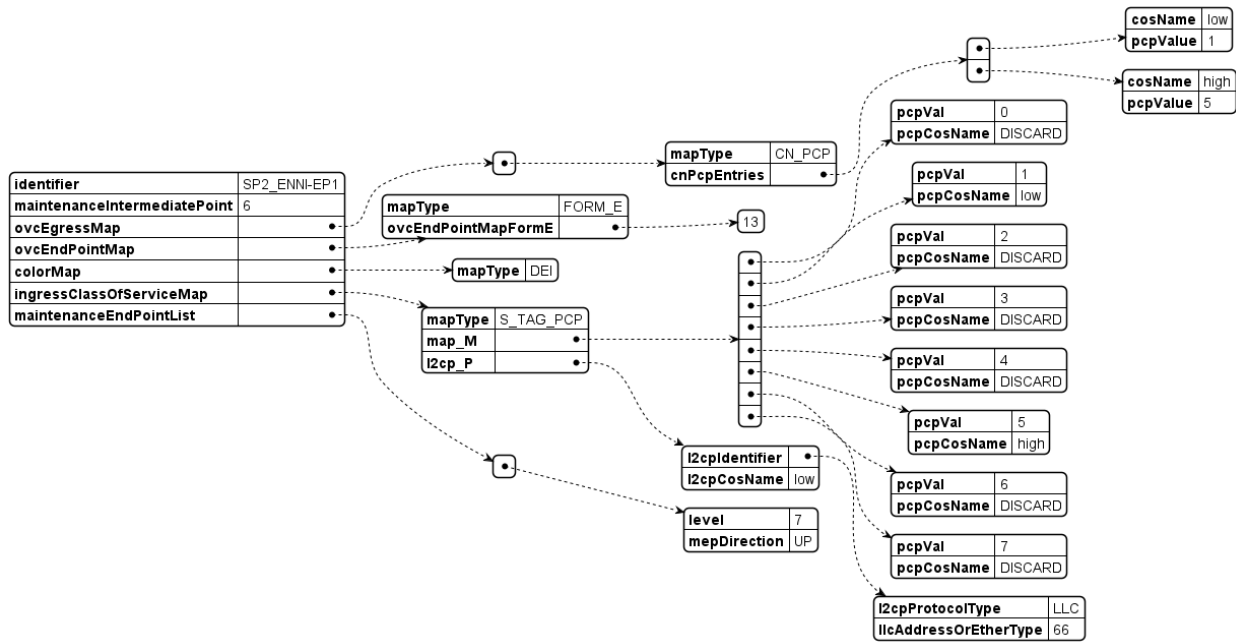 identifier SP2_ENNI-EP1
maintenanceIntermediatePoint 6
ovcEgressMap
ovcEndPointMap
colorMap
ingressClassOfServiceMap
maintenanceEndPointList
mapType CN_PCP
cnPcpEntries
cosName low
pcpValue 1
cosName high
pcpValue 5
mapType FORM_E
ovcEndPointMapFormE
13
mapType DEI
mapType S_TAG_PCP
map_M
l2cp_P
pcpVal 0
pcpCosName DISCARD
pcpVal 1
pcpCosName low
pcpVal 2
pcpCosName DISCARD
pcpVal 3
pcpCosName DISCARD
pcpVal 4
pcpCosName DISCARD
pcpVal 5
pcpCosName high
pcpVal 6
pcpCosName DISCARD
pcpVal 7
pcpCosName DISCARD
l2cpIdentifier
l2cpCosName low
l2cpProtocolType LLC
llcAddressOrEtherType 66
level 7
mepDirection UP